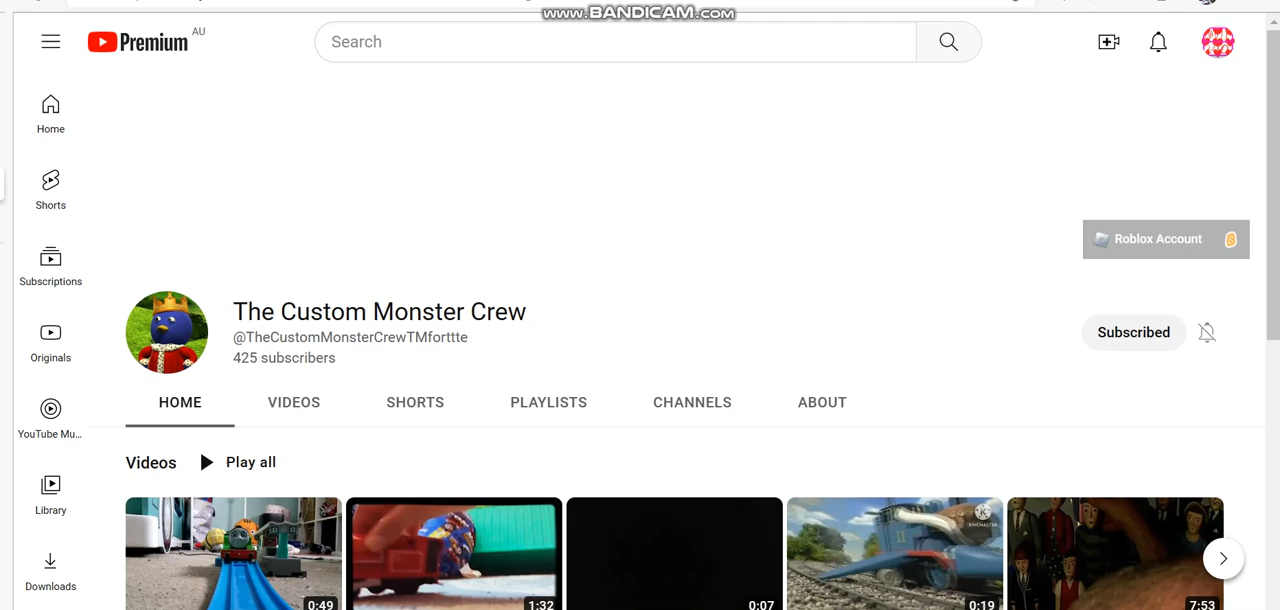 www.BANDICAM.com
Premium AU
Search
Home
Shorts
Subscriptions
Originals
YouTube Mu...
Library
Downloads
Roblox Account
The Custom Monster Crew
@TheCustomMonsterCrewTMforttte
425 subscribers
Subscribed
HOME VIDEOS SHORTS PLAYLISTS CHANNELS ABOUT
Videos Play all
11
KINEMASTER
0:49 1:32 0:07 0:19 7:53